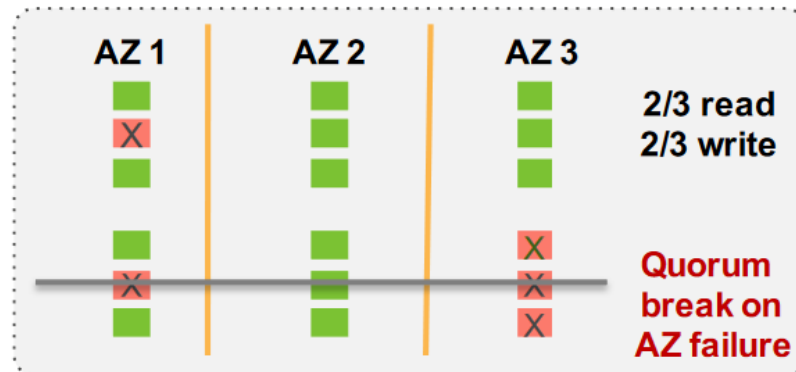 AZ 1 AZ 2 AZ 3
X
2/3 read
2/3 write
X
X X
X
Quorum
break on
AZ failure